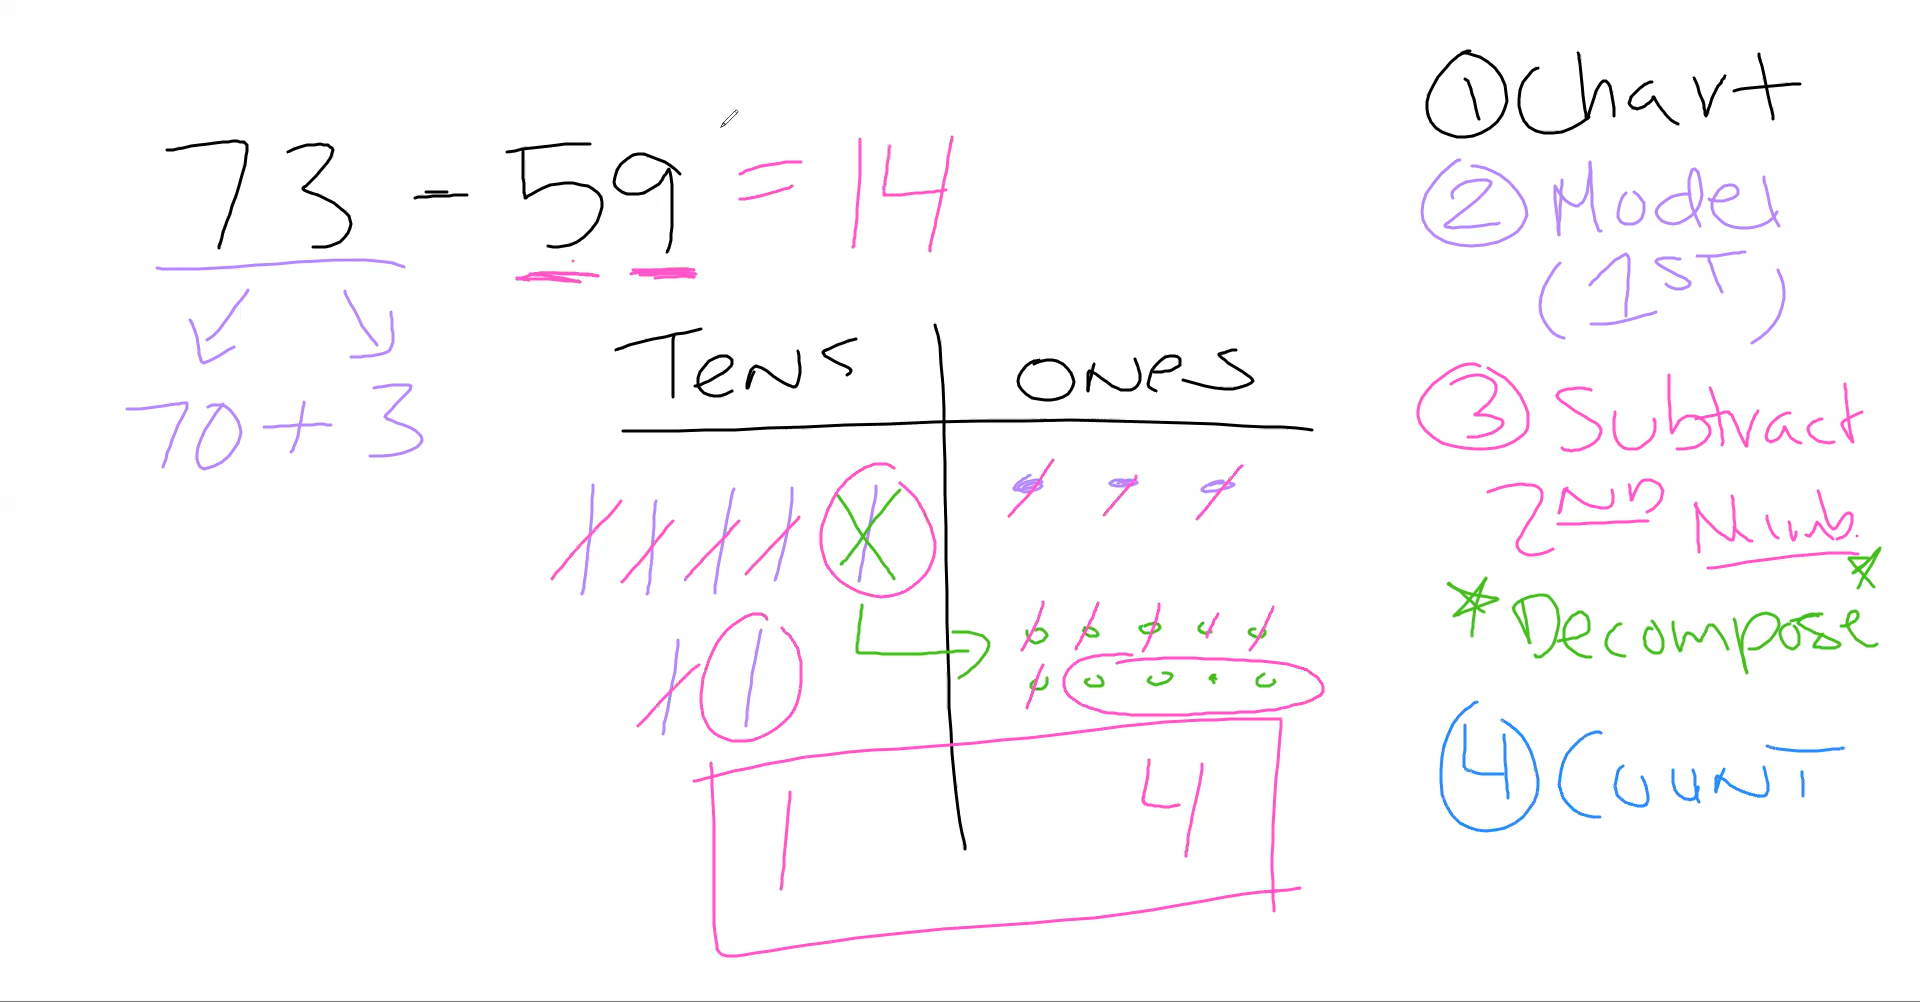 73 - 59 = 14
70 + 3
Tens ones
1 4
① Chart
② Model
(1ST)
③ Subtract
2ND Numb.
* Decompose *
④ COUNT